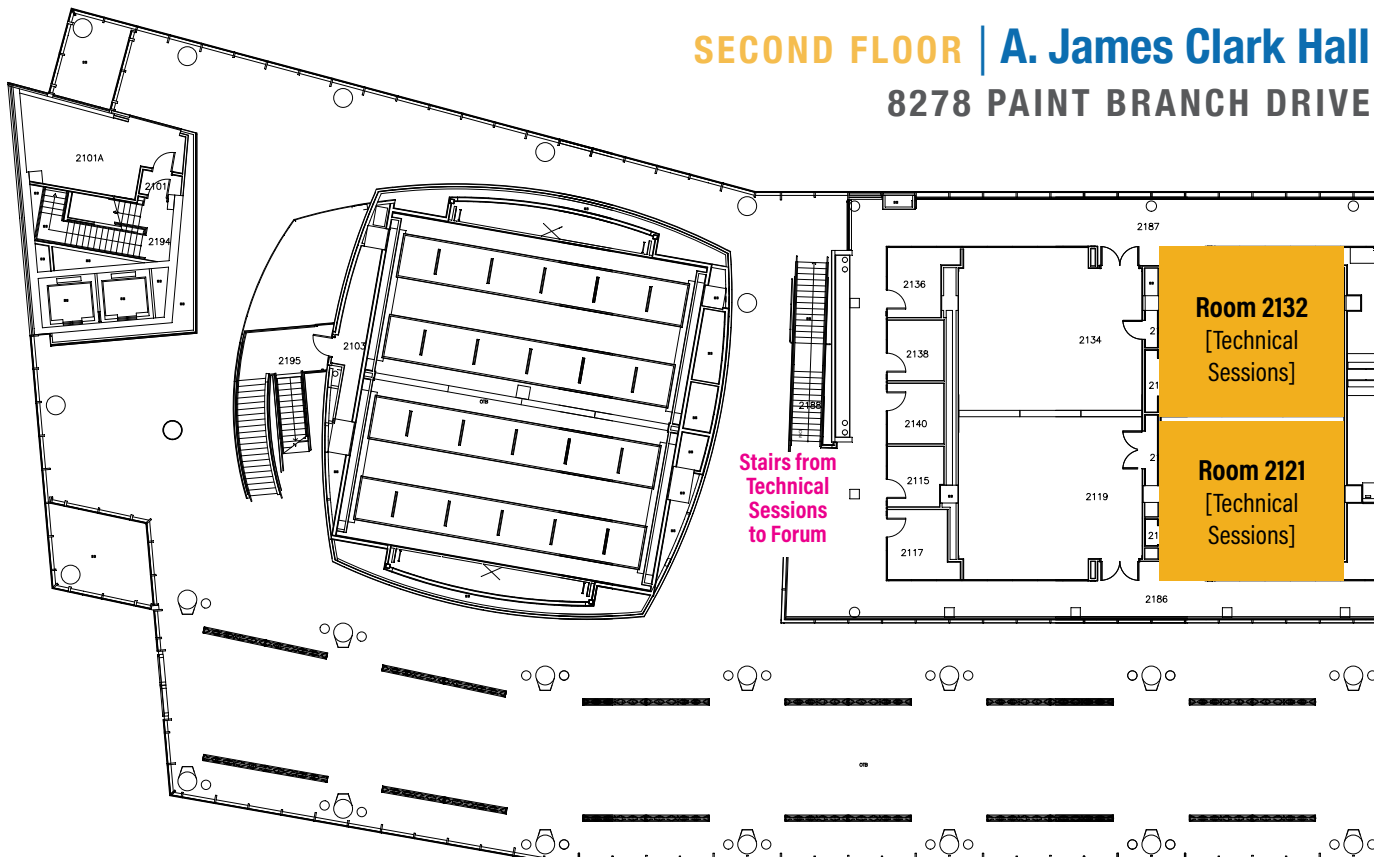 SECOND FLOOR | A. James Clark Hall
8278 PAINT BRANCH DRIVE
2101A
2101
2194
2187
2136
2134
Room 2132
[Technical
Sessions]
2138
2195
2103
2188
2140
OTB
Stairs from
Technical
Sessions
to Forum
2115
2119
Room 2121
[Technical
Sessions]
2117
2186
OTB